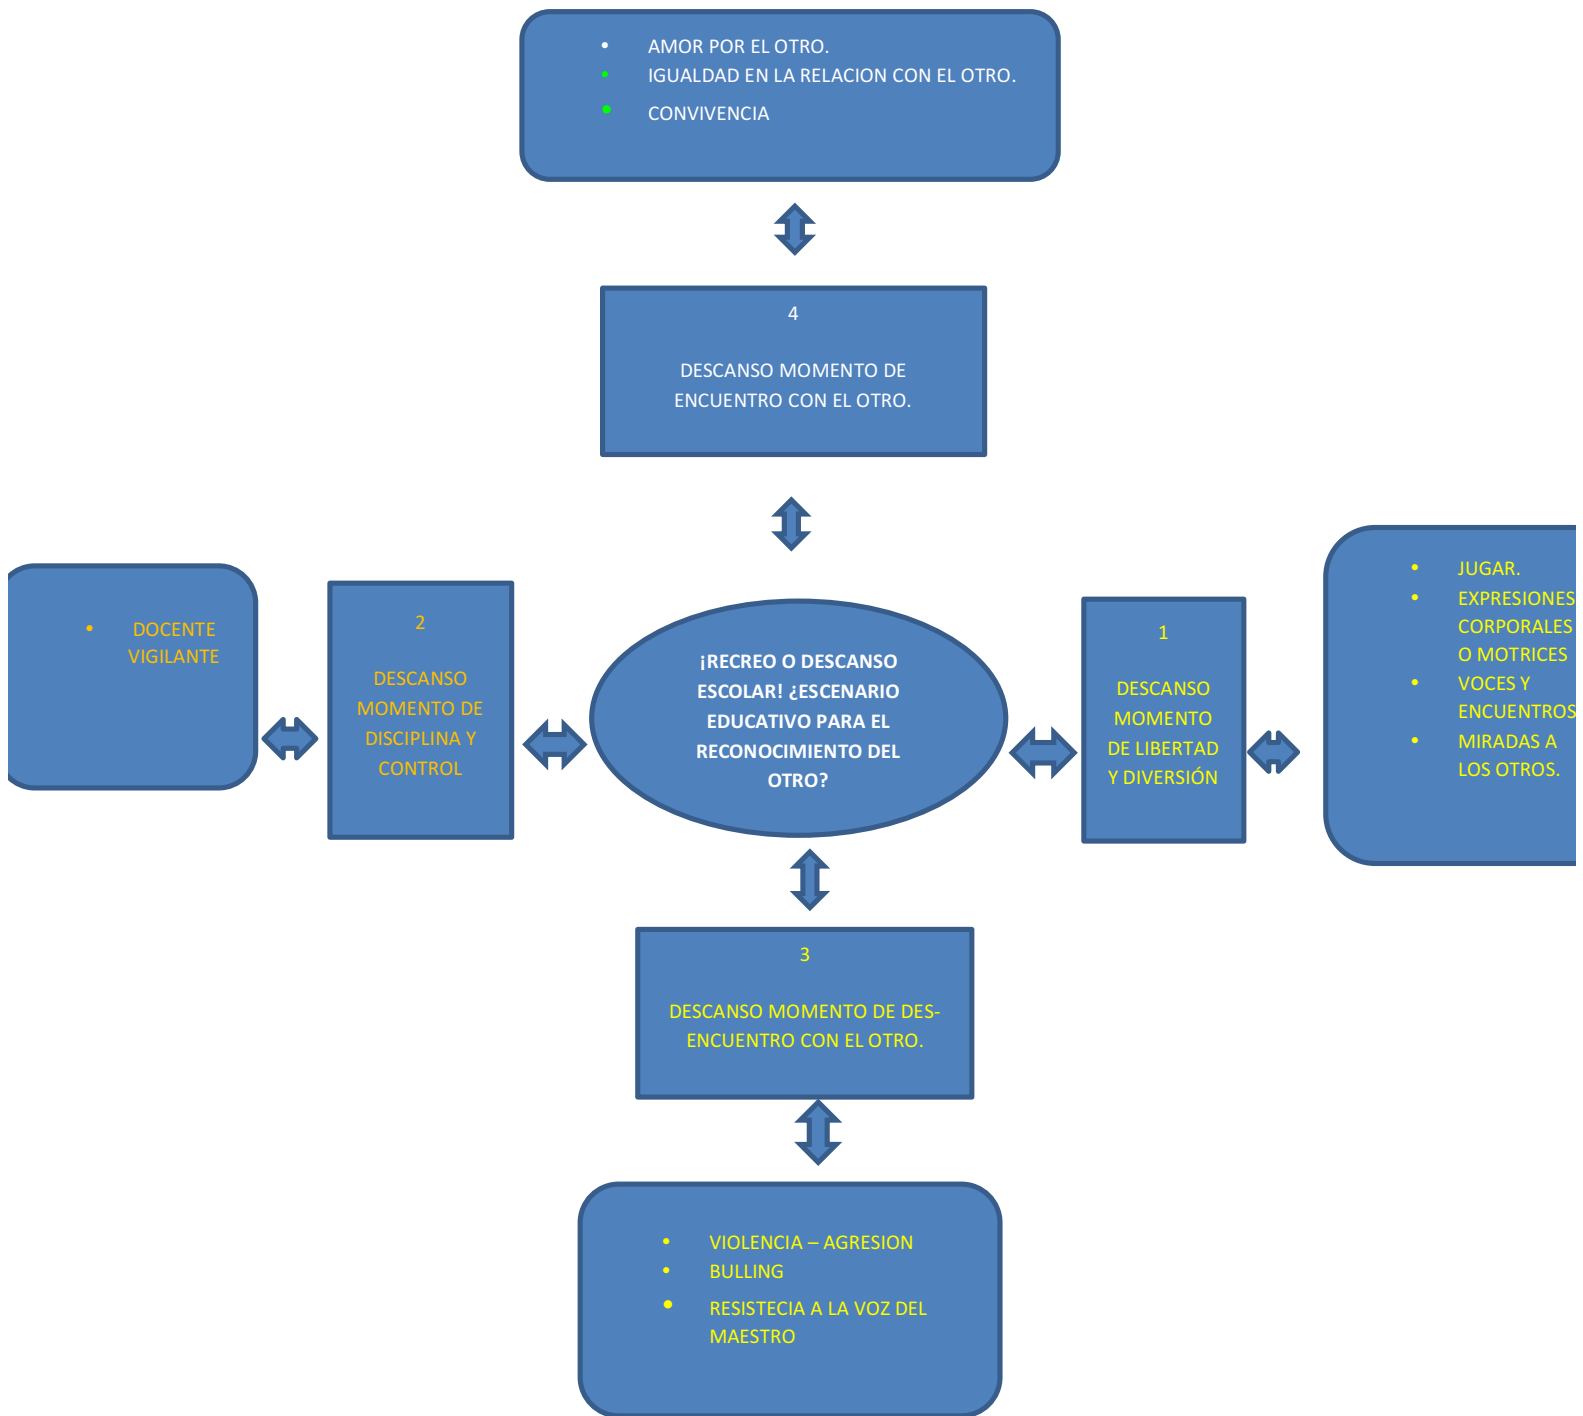 • AMOR POR EL OTRO.
• IGUALDAD EN LA RELACION CON EL OTRO.
• CONVIVENCIA
4
DESCANSO MOMENTO DE
ENCUENTRO CON EL OTRO.
• DOCENTE
VIGILANTE
2
DESCANSO
MOMENTO DE
DISCIPLINA Y
CONTROL
¡RECREO O DESCANSO
ESCOLAR! ¿ESCENARIO
EDUCATIVO PARA EL
RECONOCIMIENTO DEL
OTRO?
1
DESCANSO
MOMENTO
DE LIBERTAD
Y DIVERSIÓN
• JUGAR.
• EXPRESIONES
CORPORALES
O MOTRICES
• VOCES Y
ENCUENTROS
• MIRADAS A
LOS OTROS.
3
DESCANSO MOMENTO DE DES-
ENCUENTRO CON EL OTRO.
• VIOLENCIA – AGRESION
• BULLING
• RESISTECIA A LA VOZ DEL
MAESTRO